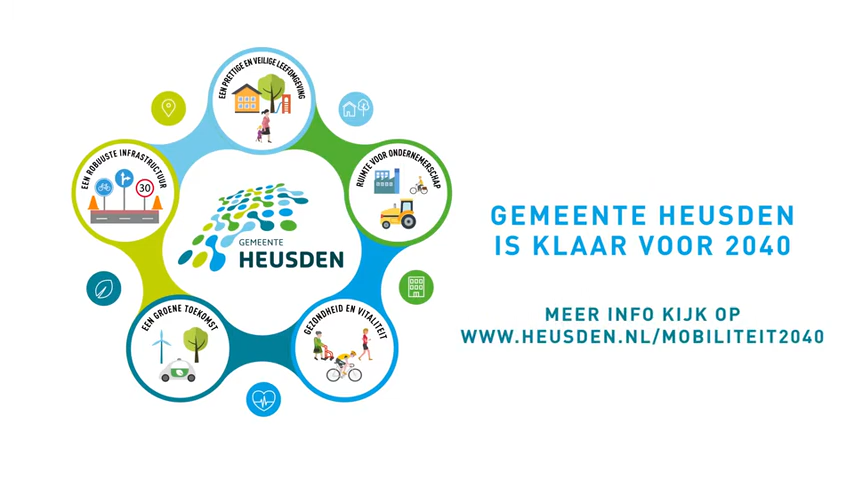 EEN PRETTIGE EN VEILIGE LEEFOMGEVING
EEN ROBUUSTE INFRASTRUCTUUR
30
RUIMTE VOOR ONDERNEMERSCHAP
GEMEENTE
HEUSDEN
EEN GROENE TOEKOMST
GEZONDHEID EN VITALITEIT
GEMEENTE HEUSDEN
IS KLAAR VOOR 2040
MEER INFO KIJK OP
WWW.HEUSDEN.NL/MOBILITEIT2040